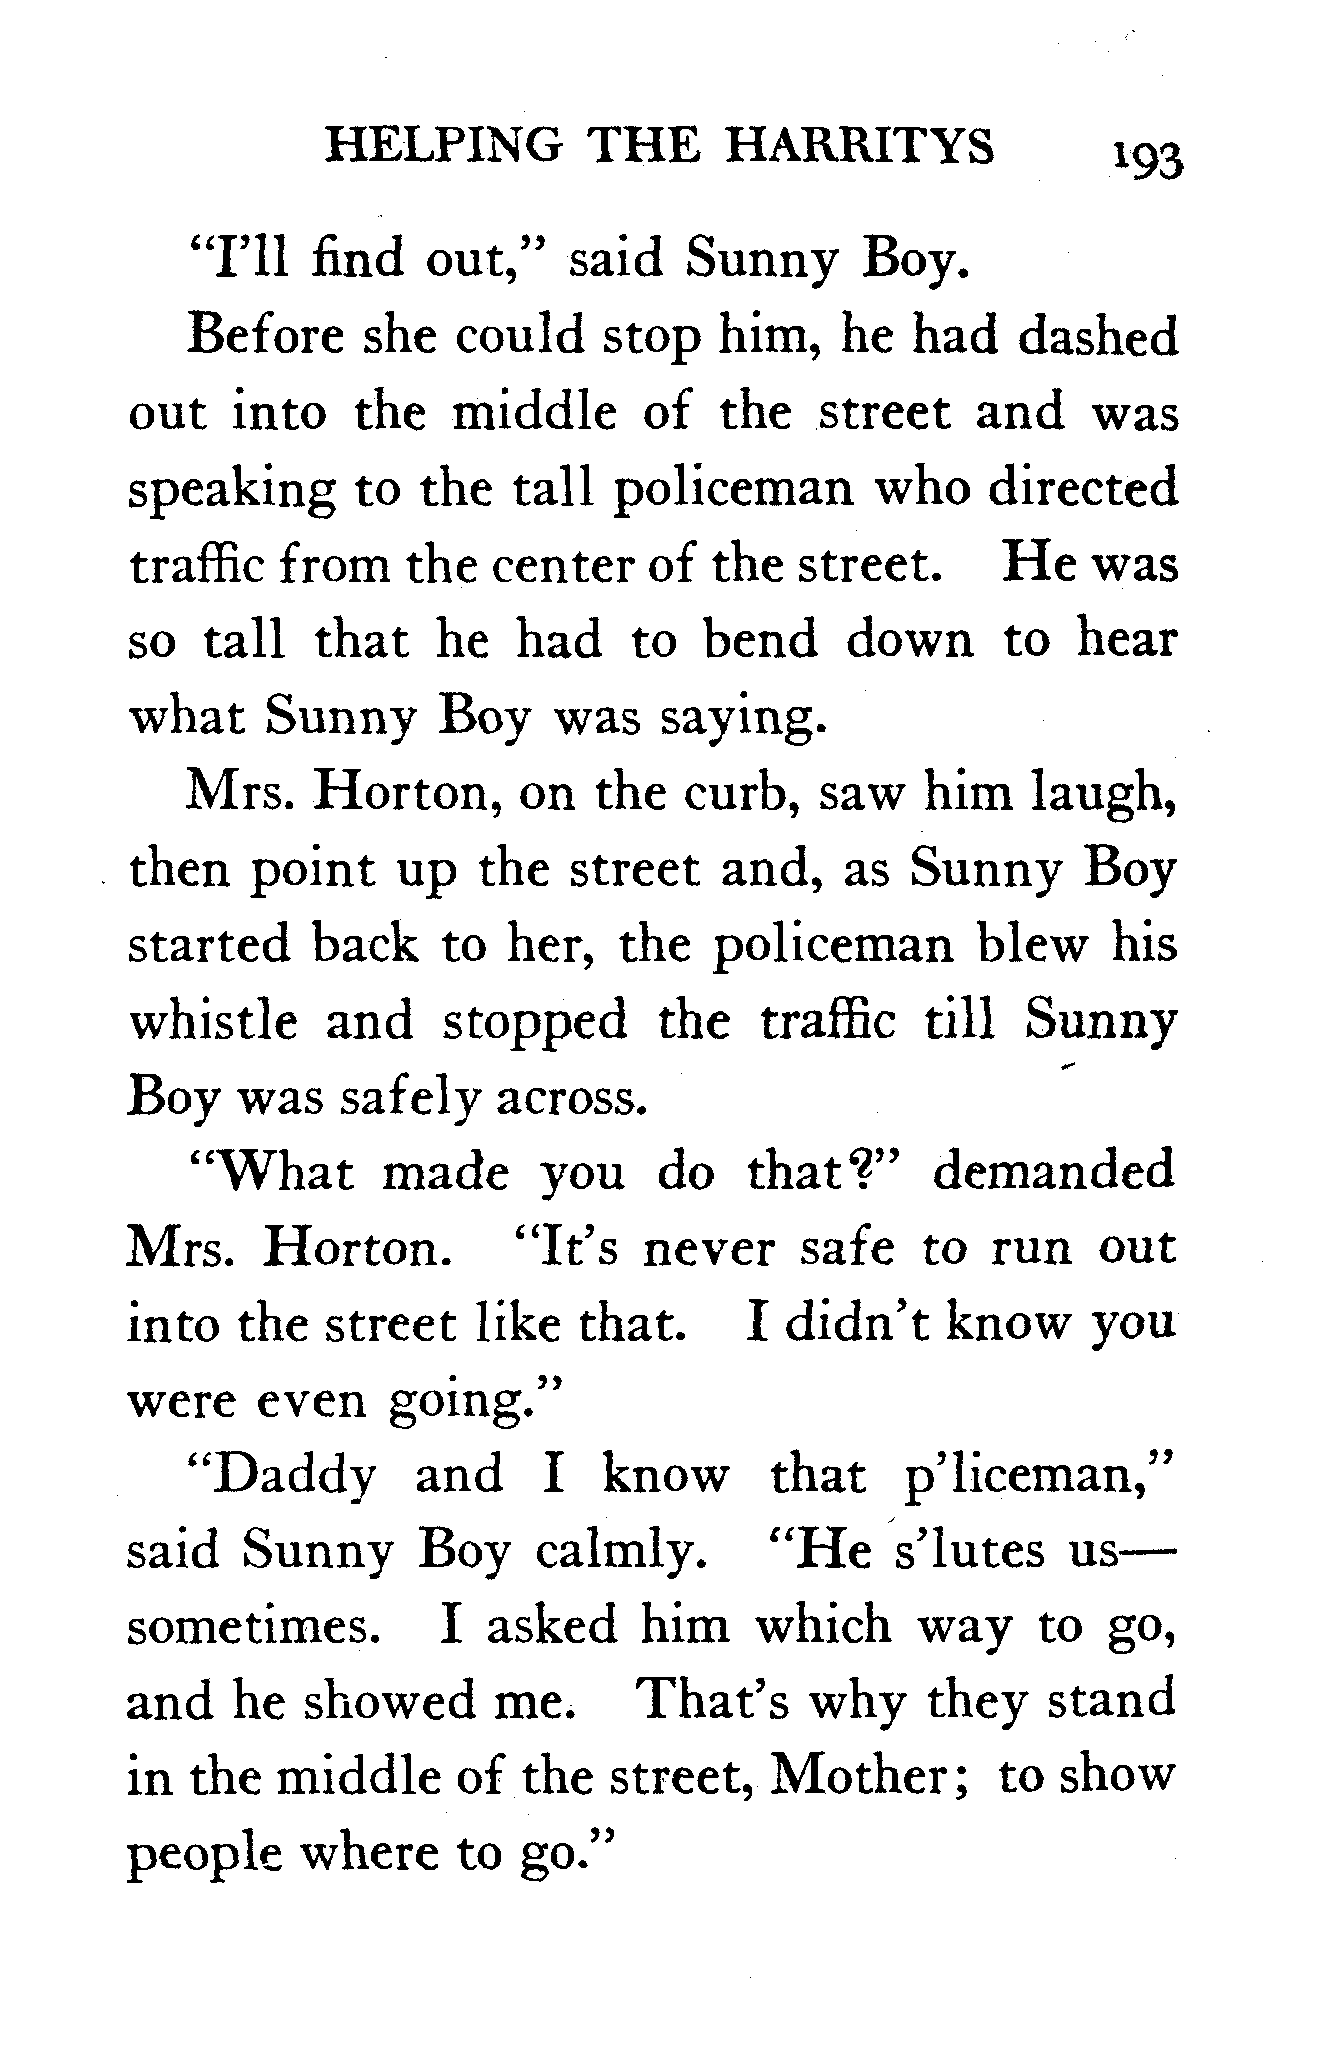 HELPING THE HARRITYS 193
"I'll find out," said Sunny Boy.
Before she could stop him, he had dashed
out into the middle of the street and was
speaking to the tall policeman who directed
traffic from the center of the street. He was
so tall that he had to bend down to hear
what Sunny Boy was saying.
Mrs. Horton, on the curb, saw him laugh,
then point up the street and, as Sunny Boy
started back to her, the policeman blew his
whistle and stopped the traffic till Sunny
Boy was safely across.
"What made you do that?" demanded
Mrs. Horton. "It's never safe to run out
into the street like that. I didn't know you
were even going."
"Daddy and I know that p'liceman,"
said Sunny Boy calmly. "He s'lutes us—
sometimes. I asked him which way to go,
and he showed me. That's why they stand
in the middle of the street, Mother; to show
people where to go."